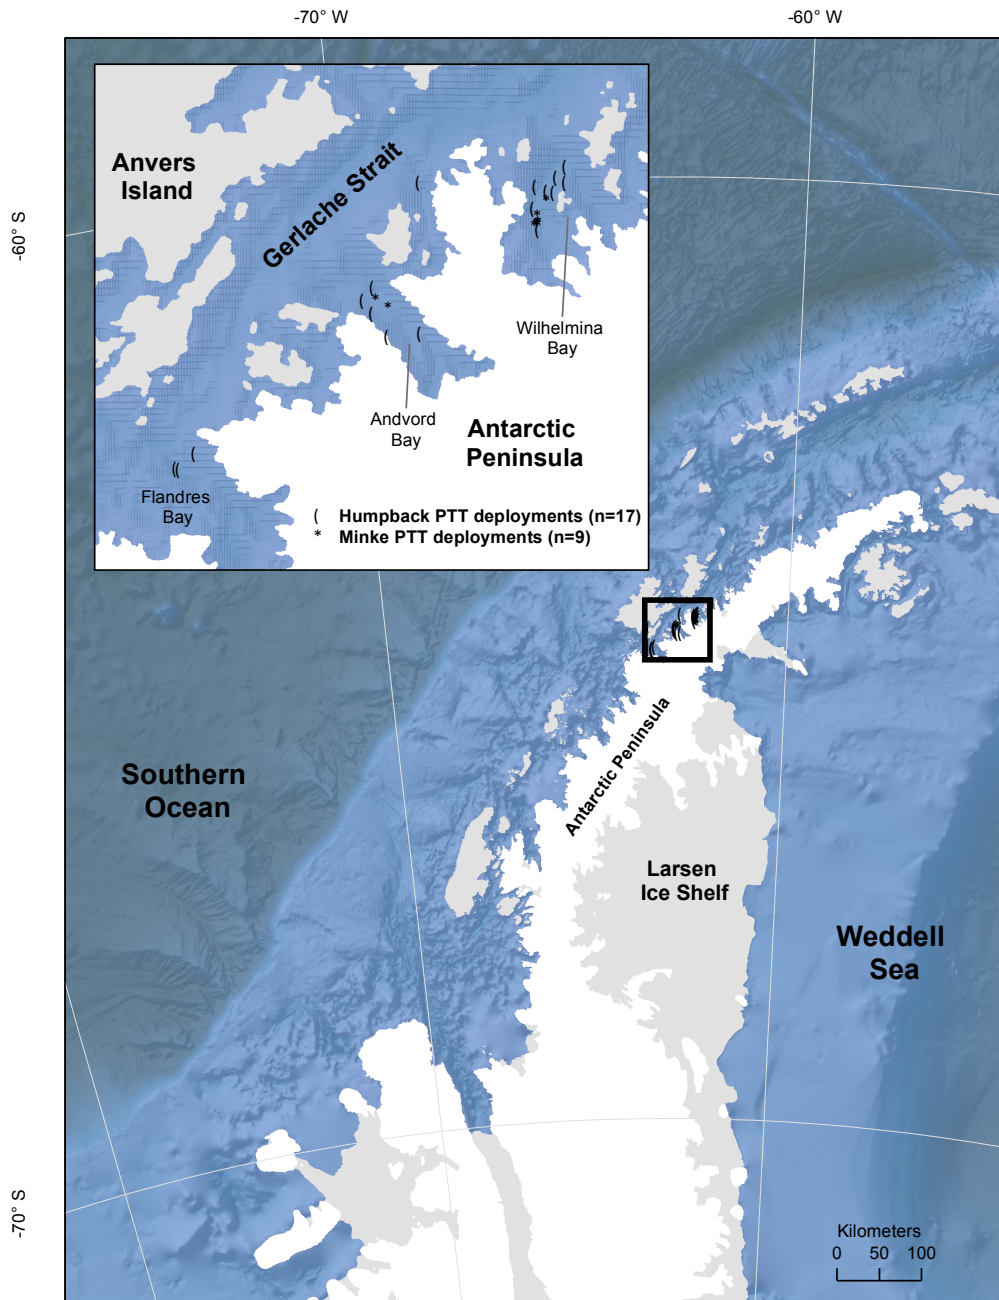 -70° W
-60° W
-60° S
-70° S
Anvers
Island
Gerlache Strait
Wilhelmina
Bay
Andvord
Bay
Antarctic
Peninsula
Flandres
Bay
( Humpback PTT deployments (n=17)
* Minke PTT deployments (n=9)
Antarctic Peninsula
Southern
Ocean
Larsen
Ice Shelf
Weddell
Sea
Kilometers
0 50 100